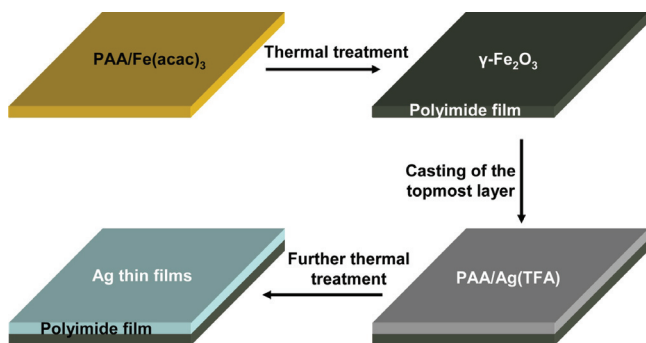 PAA/Fe(acac)₃
Thermal treatment
γ-Fe₂O₃
Polyimide film
Casting of the
topmost layer
PAA/Ag(TFA)
Further thermal
treatment
Ag thin films
Polyimide film